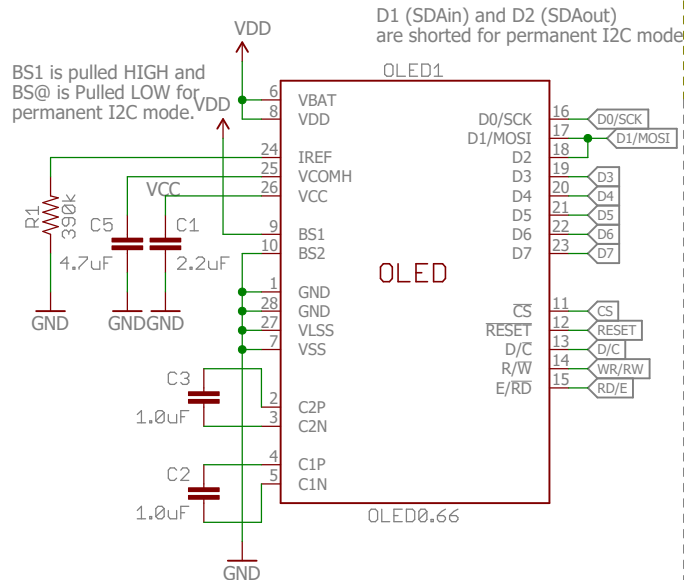 D1 (SDAin) and D2 (SDAout)
are shorted for permanent I2C mode
VDD
OLED1
BS1 is pulled HIGH and
BS@ is Pulled LOW for
permanent I2C mode.
VDD
6 VBAT
8 VDD
24 IREF
25 VCOMH
26 VCC
9 BS1
10 BS2
1 GND
28 GND
27 VLSS
7 VSS
2 C2P
3 C2N
4 C1P
5 C1N
D0/SCK 16 D0/SCK
D1/MOSI 17 D1/MOSI
D2 18
D3 19 D3
D4 20 D4
D5 21 D5
D6 22 D6
D7 23 D7
CS 11 CS
RESET 12 RESET
D/C 13 D/C
R/W 14 WR/RW
E/RD 15 RD/E
OLED
VCC
R1
390k
C5
4.7uF
C1
2.2uF
GND
GND
GND
C3
1.0uF
C2
1.0uF
OLED0.66
GND